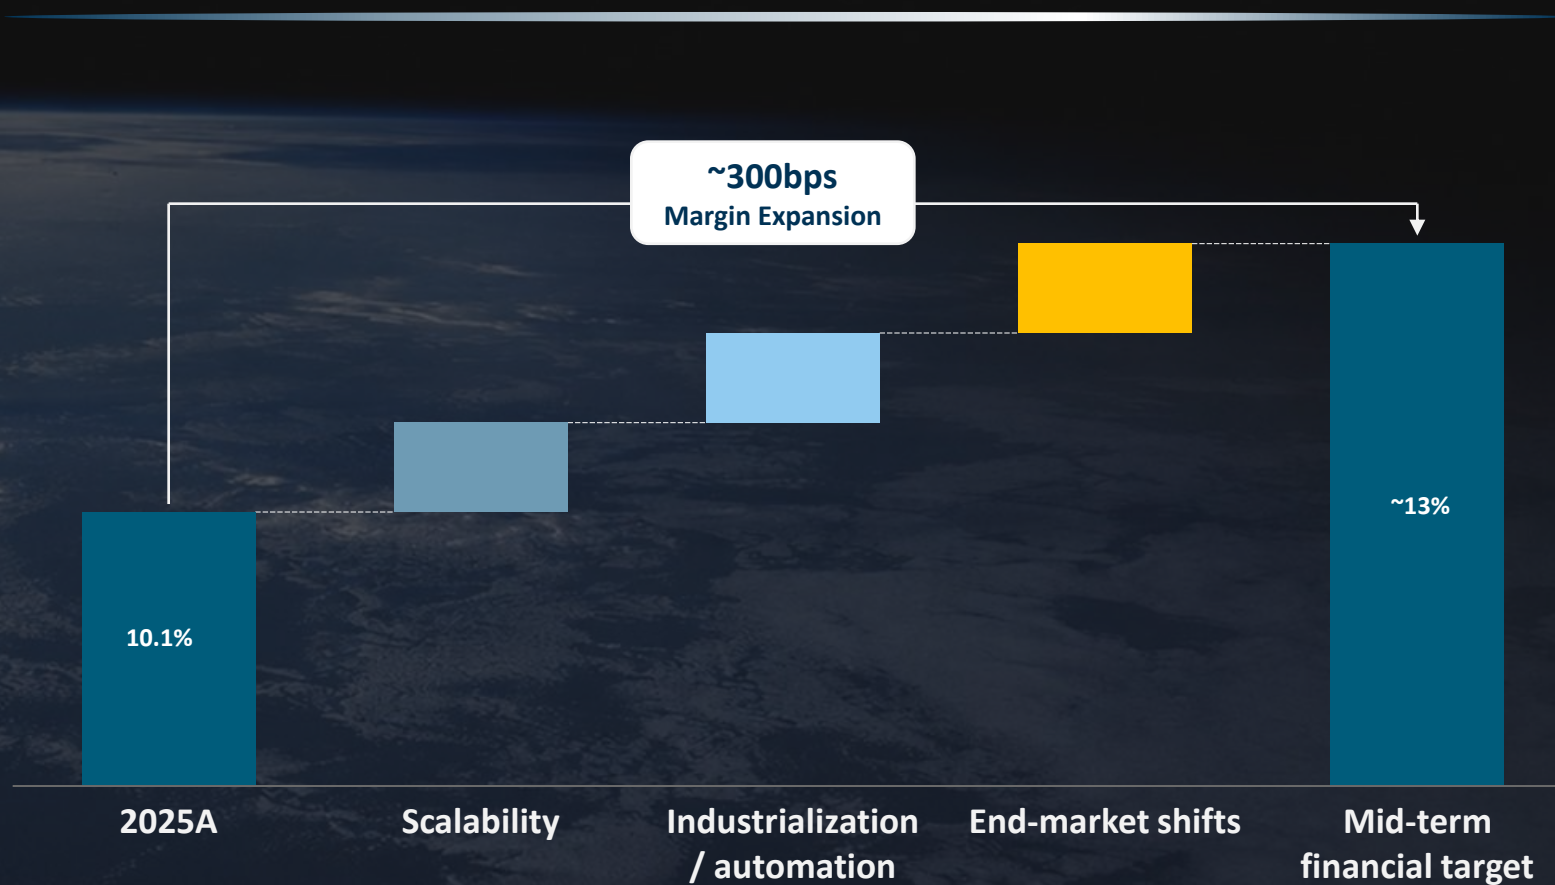 ~300bps
Margin Expansion
~13%
10.1%
2025A
Scalability
Industrialization
/ automation
End-market shifts
Mid-term
financial target